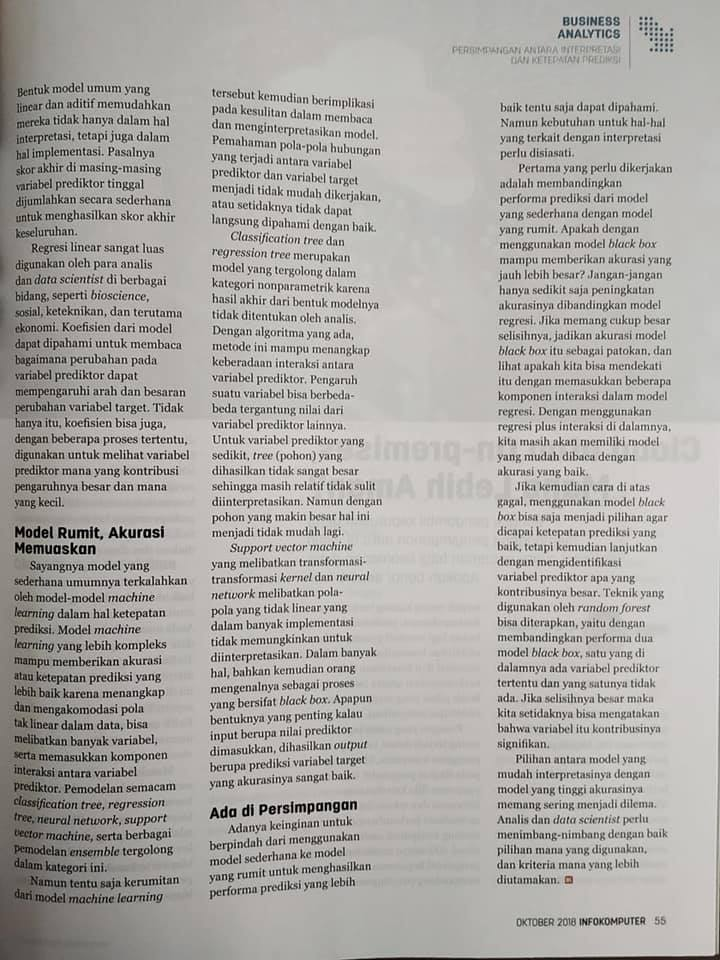 BUSINESS
ANALYTICS
PERSIMPANGAN ANTARA INTERPRETASI
DAN KETEPATAN PREDIKSI
Bentuk model umum yang
linear dan aditif memudahkan
mereka tidak hanya dalam hal
interpretasi, tetapi juga dalam
hal implementasi. Pasalnya
skor akhir di masing-masing
variabel prediktor tinggal
dijumlahkan secara sederhana
untuk menghasilkan skor akhir
keseluruhan.
Regresi linear sangat luas
digunakan oleh para analis
dan data scientist di berbagai
bidang, seperti bioscience,
sosial, keteknikan, dan terutama
ekonomi. Koefisien dari model
dapat dipahami untuk membaca
bagaimana perubahan pada
variabel prediktor dapat
mempengaruhi arah dan besaran
perubahan variabel target. Tidak
hanya itu, koefisien bisa juga,
dengan beberapa proses tertentu,
digunakan untuk melihat variabel
prediktor mana yang kontribusi
pengaruhnya besar dan mana
yang kecil.
Model Rumit, Akurasi
Memuaskan
Sayangnya model yang
sederhana umumnya terkalahkan
oleh model-model machine
learning dalam hal ketepatan
prediksi. Model machine
learning yang lebih kompleks
mampu memberikan akurasi
atau ketepatan prediksi yang
lebih baik karena menangkap
dan mengakomodasi pola
tak linear dalam data, bisa
melibatkan banyak variabel,
serta memasukkan komponen
interaksi antara variabel
prediktor. Pemodelan semacam
classification tree, regression
tree, neural network, support
vector machine, serta berbagai
pemodelan ensemble tergolong
dalam kategori ini.
Namun tentu saja kerumitan
dari model machine learning
tersebut kemudian berimplikasi
pada kesulitan dalam membaca
dan menginterpretasikan model.
Pemahaman pola-pola hubungan
yang terjadi antara variabel
prediktor dan variabel target
menjadi tidak mudah dikerjakan,
atau setidaknya tidak dapat
langsung dipahami dengan baik.
Classification tree dan
regression tree merupakan
model yang tergolong dalam
kategori nonparametrik karena
hasil akhir dari bentuk modelnya
tidak ditentukan oleh analis.
Dengan algoritma yang ada,
metode ini mampu menangkap
keberadaan interaksi antara
variabel prediktor. Pengaruh
suatu variabel bisa berbeda-
beda tergantung nilai dari
variabel prediktor lainnya.
Untuk variabel prediktor yang
sedikit, tree (pohon) yang
dihasilkan tidak sangat besar
sehingga masih relatif tidak sulit
diinterpretasikan. Namun dengan
pohon yang makin besar hal ini
menjadi tidak mudah lagi.
Support vector machine
yang melibatkan transformasi-
transformasi kernel dan neural
network melibatkan pola-
pola yang tidak linear yang
dalam banyak implementasi
tidak memungkinkan untuk
diinterpretasikan. Dalam banyak
hal, bahkan kemudian orang
mengenalnya sebagai proses
yang bersifat black box. Apapun
bentuknya yang penting kalau
input berupa nilai prediktor
dimasukkan, dihasilkan output
berupa prediksi variabel target
yang akurasinya sangat baik.
Ada di Persimpangan
Adanya keinginan untuk
berpindah dari menggunakan
model sederhana ke model
yang rumit untuk menghasilkan
performa prediksi yang lebih
baik tentu saja dapat dipahami.
Namun kebutuhan untuk hal-hal
yang terkait dengan interpretasi
perlu disiasati.
Pertama yang perlu dikerjakan
adalah membandingkan
performa prediksi dari model
yang sederhana dengan model
yang rumit. Apakah dengan
menggunakan model black box
mampu memberikan akurasi yang
jauh lebih besar? Jangan-jangan
hanya sedikit saja peningkatan
akurasinya dibandingkan model
regresi. Jika memang cukup besar
selisihnya, jadikan akurasi model
black box itu sebagai patokan, dan
lihat apakah kita bisa mendekati
itu dengan memasukkan beberapa
komponen interaksi dalam model
regresi. Dengan menggunakan
regresi plus interaksi di dalamnya,
kita masih akan memiliki model
yang mudah dibaca dengan
akurasi yang baik.
Jika kemudian cara di atas
gagal, menggunakan model black
box bisa saja menjadi pilihan agar
dicapai ketepatan prediksi yang
baik, tetapi kemudian lanjutkan
dengan mengidentifikasi
variabel prediktor apa yang
kontribusinya besar. Teknik yang
digunakan oleh random forest
bisa diterapkan, yaitu dengan
membandingkan performa dua
model black box, satu yang di
dalamnya ada variabel prediktor
tertentu dan yang satunya tidak
ada. Jika selisihnya besar maka
kita setidaknya bisa mengatakan
bahwa variabel itu kontribusinya
signifikan.
Pilihan antara model yang
mudah interpretasinya dengan
model yang tinggi akurasinya
memang sering menjadi dilema.
Analis dan data scientist perlu
menimbang-nimbang dengan baik
pilihan mana yang digunakan,
dan kriteria mana yang lebih
diutamakan.
OKTOBER 2018 INFOKOMPUTER 55